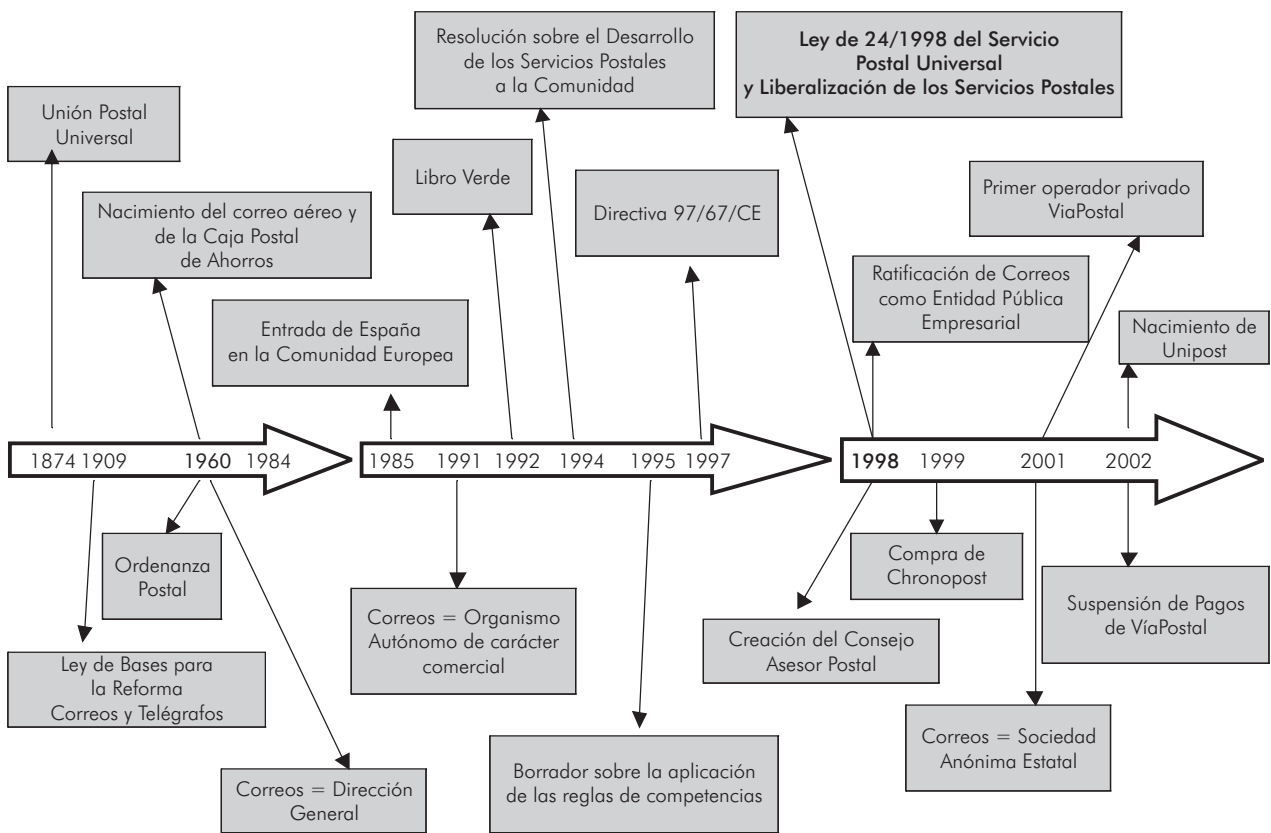 Resolución sobre el Desarrollo
de los Servicios Postales
a la Comunidad
Ley de 24/1998 del Servicio
Postal Universal
y Liberalización de los Servicios Postales
Unión Postal
Universal
Libro Verde
Directiva 97/67/CE
Primer operador privado
ViaPostal
Nacimiento del correo aéreo y
de la Caja Postal
de Ahorros
Entrada de España
en la Comunidad Europea
Ratificación de Correos
como Entidad Pública
Empresarial
Nacimiento de
Unipost
1874 1909 1960 1984 1985 1991 1992 1994 1995 1997 1998 1999 2001 2002
Ordenanza
Postal
Ley de Bases para
la Reforma
Correos y Telégrafos
Correos = Dirección
General
Correos = Organismo
Autónomo de carácter
comercial
Borrador sobre la aplicación
de las reglas de competencias
Compra de
Chronopost
Creación del Consejo
Asesor Postal
Correos = Sociedad
Anónima Estatal
Suspensión de Pagos
de VíaPostal